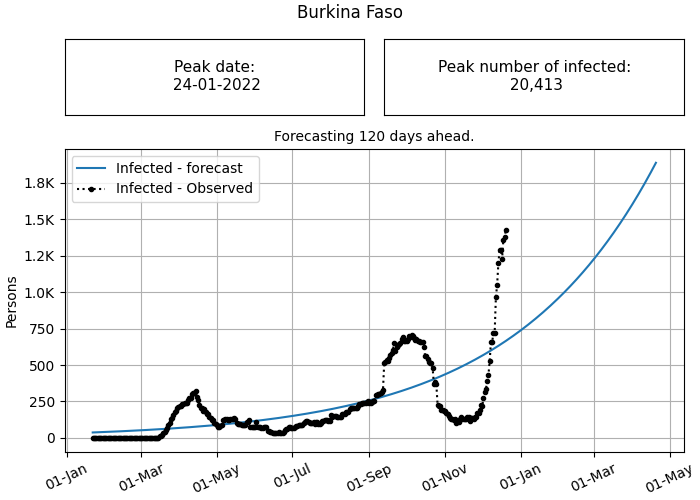 Burkina Faso
Peak date:
24-01-2022
Peak number of infected:
20,413
Forecasting 120 days ahead.
Infected - forecast
Infected - Observed
1.8K
1.5K
1.2K
1.0K
750
500
250
0
Persons
01-Jan
01-Mar
01-May
01-Jul
01-Sep
01-Nov
01-Jan
01-Mar
01-May